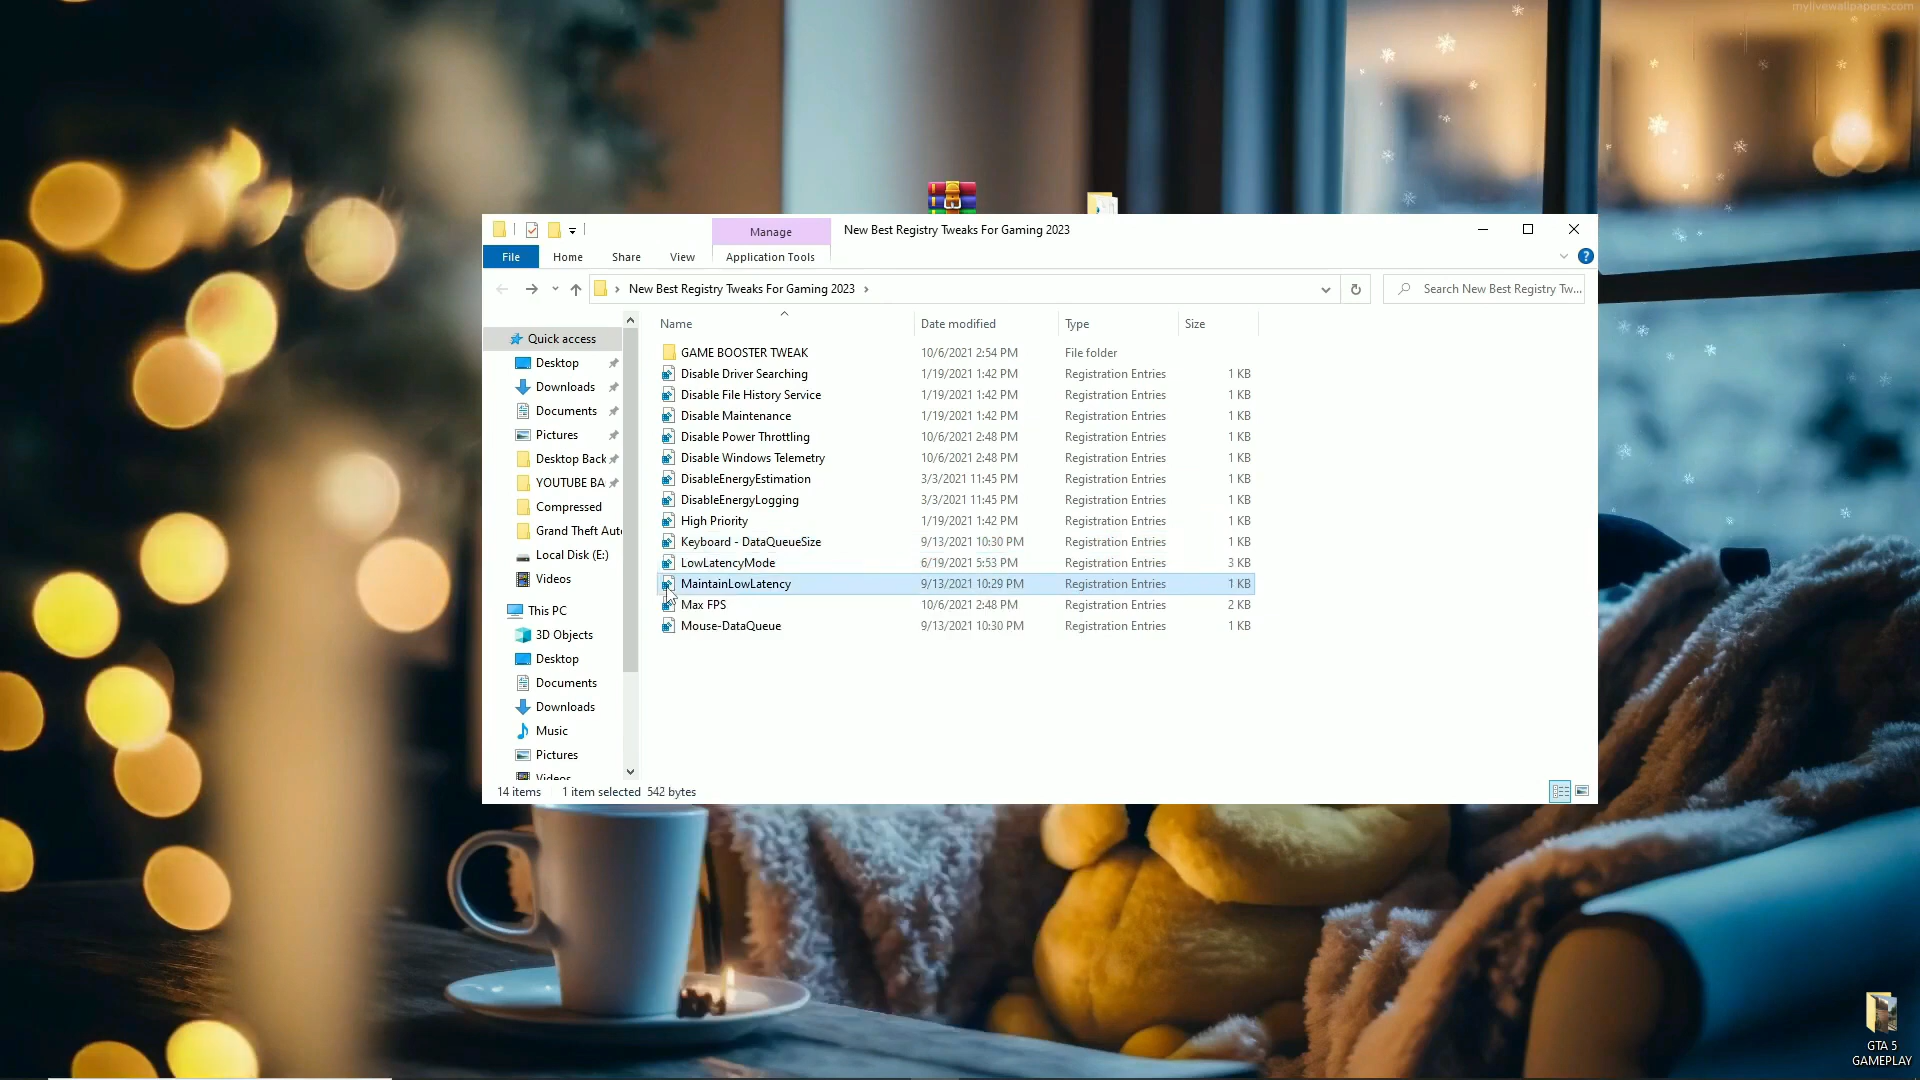 mylivewallpapers.com
Manage
New Best Registry Tweaks For Gaming 2023
File
Home
Share
View
Application Tools
New Best Registry Tweaks For Gaming 2023
Search New Best Registry Tw...
Name
Date modified
Type
Size
Quick access
Desktop
Downloads
Documents
Pictures
Desktop Back
YOUTUBE BA
Compressed
Grand Theft Aut
Local Disk (E:)
Videos
This PC
3D Objects
Desktop
Documents
Downloads
Music
Pictures
Videos
GAME BOOSTER TWEAK 10/6/2021 2:54 PM File folder
Disable Driver Searching 1/19/2021 1:42 PM Registration Entries 1 KB
Disable File History Service 1/19/2021 1:42 PM Registration Entries 1 KB
Disable Maintenance 1/19/2021 1:42 PM Registration Entries 1 KB
Disable Power Throttling 10/6/2021 2:48 PM Registration Entries 1 KB
Disable Windows Telemetry 10/6/2021 2:48 PM Registration Entries 1 KB
DisableEnergyEstimation 3/3/2021 11:45 PM Registration Entries 1 KB
DisableEnergyLogging 3/3/2021 11:45 PM Registration Entries 1 KB
High Priority 1/19/2021 1:42 PM Registration Entries 1 KB
Keyboard - DataQueueSize 9/13/2021 10:30 PM Registration Entries 1 KB
LowLatencyMode 6/19/2021 5:53 PM Registration Entries 3 KB
MaintainLowLatency 9/13/2021 10:29 PM Registration Entries 1 KB
Max FPS 10/6/2021 2:48 PM Registration Entries 2 KB
Mouse-DataQueue 9/13/2021 10:30 PM Registration Entries 1 KB
14 items
1 item selected 542 bytes
GTA 5
GAMEPLAY